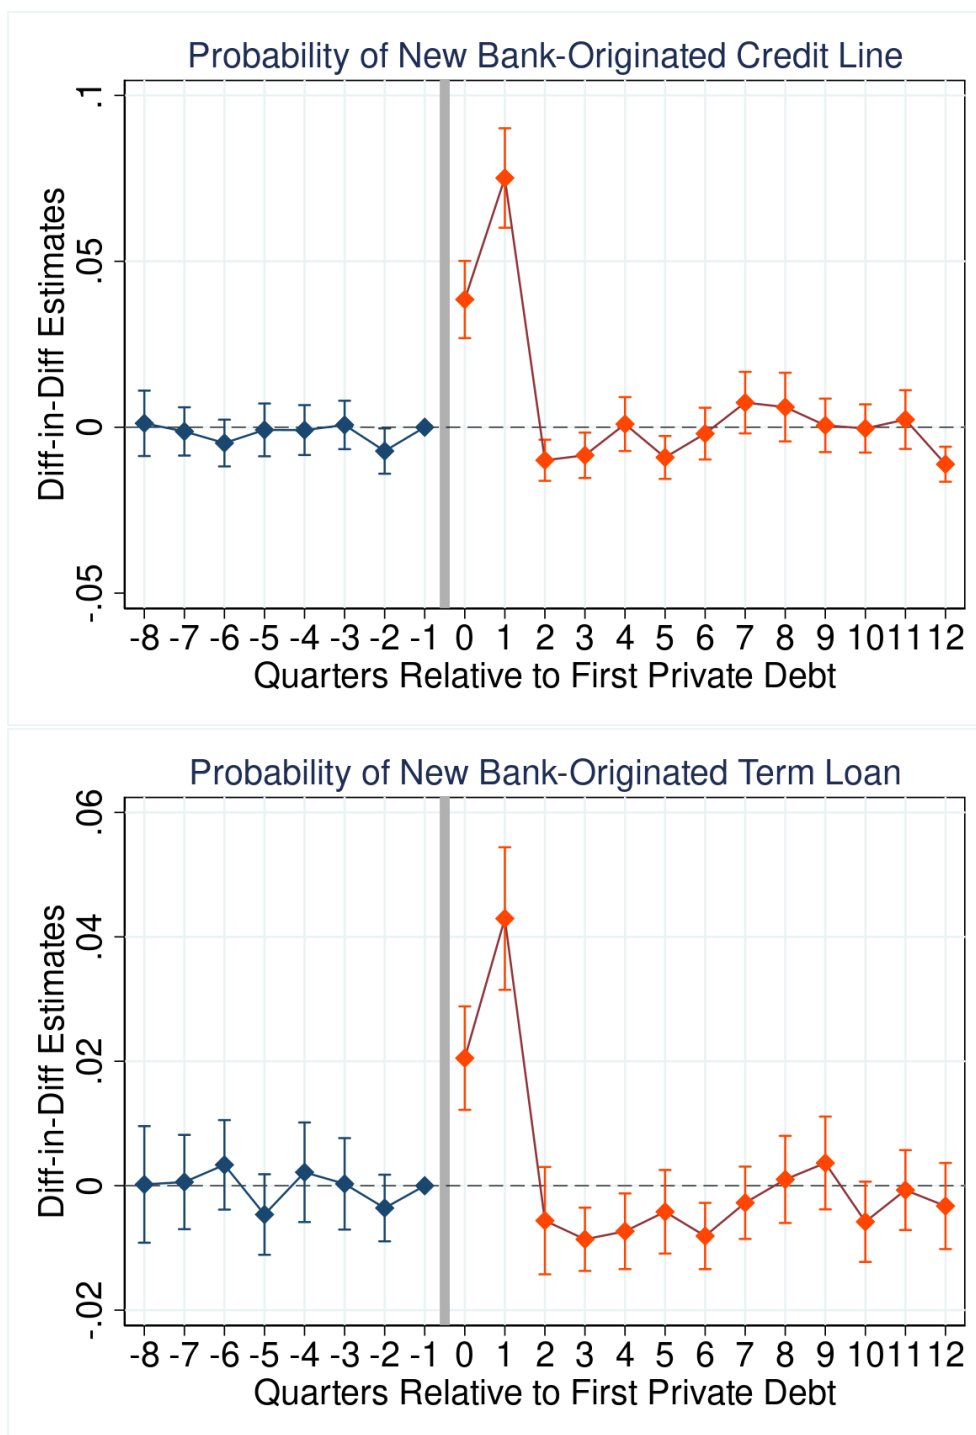 Probability of New Bank-Originated Credit Line
Diff-in-Diff Estimates
.1
.05
0
-.05
-8 -7 -6 -5 -4 -3 -2 -1 0 1 2 3 4 5 6 7 8 9 10 11 12
Quarters Relative to First Private Debt
Probability of New Bank-Originated Term Loan
Diff-in-Diff Estimates
.06
.04
.02
0
-.02
-8 -7 -6 -5 -4 -3 -2 -1 0 1 2 3 4 5 6 7 8 9 10 11 12
Quarters Relative to First Private Debt